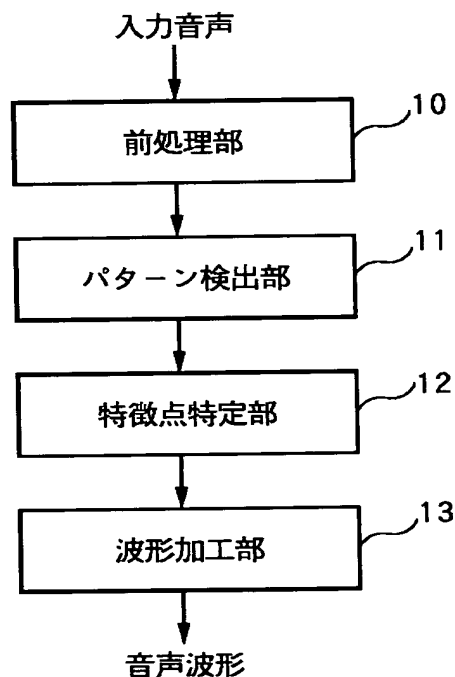 入力音声
前処理部
10
パターン検出部
11
特徴点特定部
12
波形加工部
13
音声波形